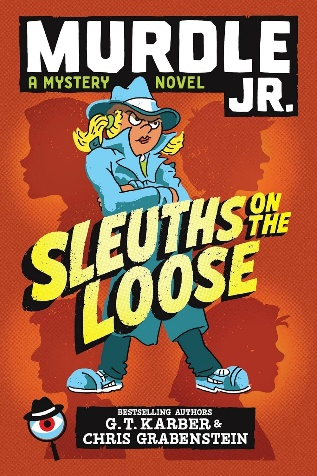 MURDLE
A MYSTERY NOVEL
JR.
SLEUTHS
ON THE
LOOSE
BESTSELLING AUTHORS
G. T. KARBER &
CHRIS GRABENSTEIN